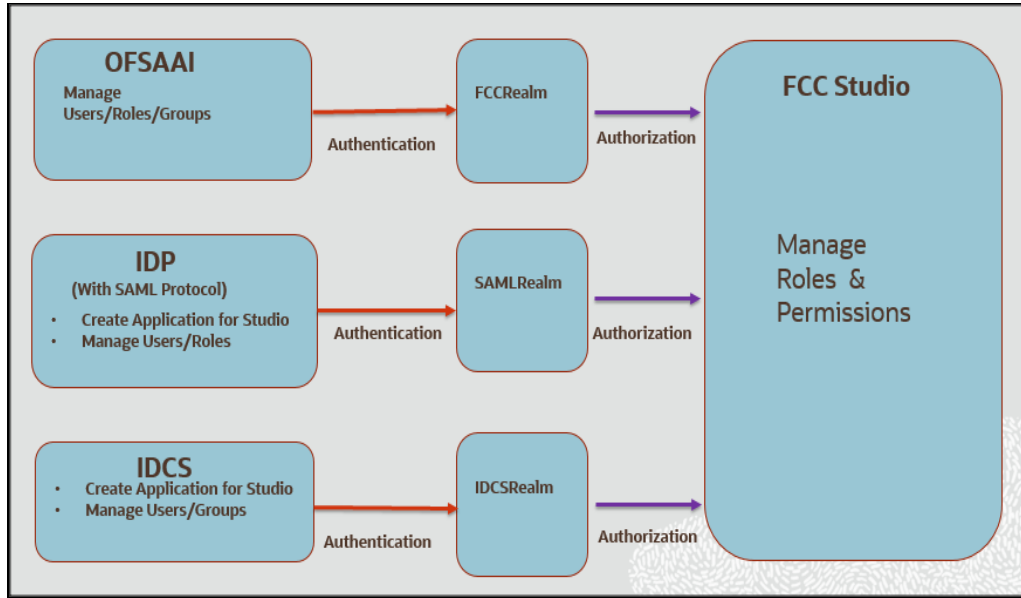 OFSAAI
Manage
Users/Roles/Groups
Authentication
FCCRealm
Authorization
FCC Studio
Manage
Roles &
Permissions
IDP
(With SAML Protocol)
• Create Application for Studio
• Manage Users/Roles
Authentication
SAMLRealm
Authorization
IDCS
• Create Application for Studio
• Manage Users/Groups
Authentication
IDCSRealm
Authorization